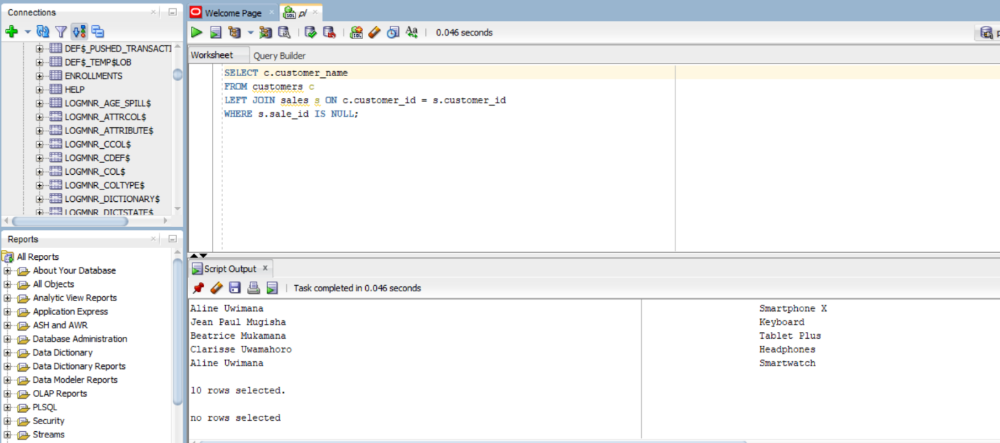 Connections
DEF$_PUSHED_TRANSACTI
DEF$_TEMP$LOB
ENROLLMENTS
HELP
LOGMNR_AGE_SPILL$
LOGMNR_ATTRCOL$
LOGMNR_ATTRIBUTE$
LOGMNR_CCOL$
LOGMNR_CDEF$
LOGMNR_COL$
LOGMNR_COLTYPE$
LOGMNR_DICTIONARY$
LOGMNR_DICTSTATE$
Reports
All Reports
About Your Database
All Objects
Analytic View Reports
Application Express
ASH and AWR
Database Administration
Data Dictionary
Data Dictionary Reports
Data Modeler Reports
OLAP Reports
PLSQL
Security
Streams
Welcome Page pl
0.046 seconds
Worksheet Query Builder
SELECT c.customer_name
FROM customers c
LEFT JOIN sales s ON c.customer_id = s.customer_id
WHERE s.sale_id IS NULL;
Script Output
Task completed in 0.046 seconds
Aline Uwimana Smartphone X
Jean Paul Mugisha Keyboard
Beatrice Mukamana Tablet Plus
Clarisse Uwamahoro Headphones
Aline Uwimana Smartwatch
10 rows selected.
no rows selected